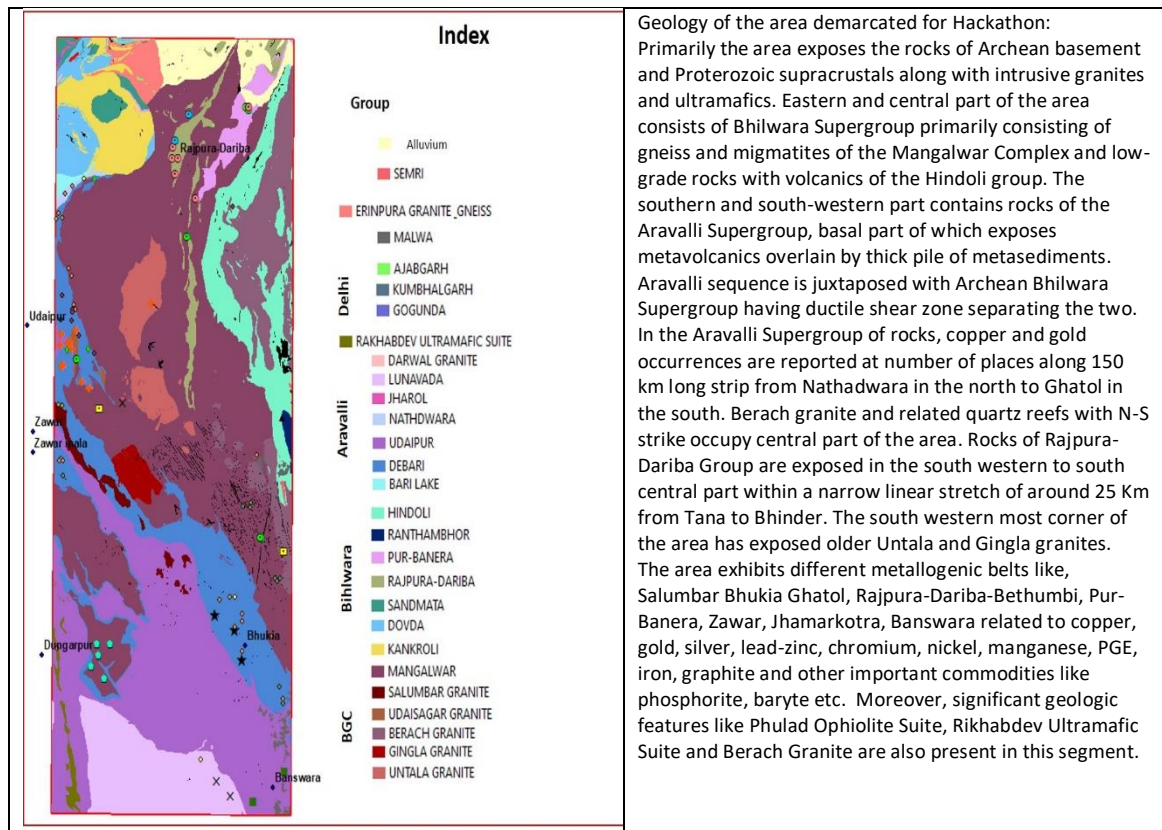 Index
Group
Alluvium
SEMRI
ERINPURA GRANITE_GNEISS
MALWA
Delhi
AJABGARH
KUMBHALGARH
GOGUNDA
RAKHABDEV ULTRAMAFIC SUITE
Aravalli
DARWAL GRANITE
LUNAVADA
JHAROL
NATHDWARA
UDAIPUR
DEBARI
BARI LAKE
Bihlwara
HINDOLI
RANTHAMBHOR
PUR-BANERA
RAJPURA-DARIBA
SANDMATA
DOVDA
KANKROLI
MANGALWAR
BGC
SALUMBAR GRANITE
UDAISAGAR GRANITE
BERACH GRANITE
GINGLA GRANITE
UNTALA GRANITE
Rajpura-Dariba
Udaipur
Zawar
Zawar mala
Bhukia
Dungarpur
Banswara
Geology of the area demarcated for Hackathon:
Primarily the area exposes the rocks of Archean basement
and Proterozoic supracrustals along with intrusive granites
and ultramafics. Eastern and central part of the area
consists of Bhilwara Supergroup primarily consisting of
gneiss and migmatites of the Mangalwar Complex and low-
grade rocks with volcanics of the Hindoli group. The
southern and south-western part contains rocks of the
Aravalli Supergroup, basal part of which exposes
metavolcanics overlain by thick pile of metasediments.
Aravalli sequence is juxtaposed with Archean Bhilwara
Supergroup having ductile shear zone separating the two.
In the Aravalli Supergroup of rocks, copper and gold
occurrences are reported at number of places along 150
km long strip from Nathadwara in the north to Ghatol in
the south. Berach granite and related quartz reefs with N-S
strike occupy central part of the area. Rocks of Rajpura-
Dariba Group are exposed in the south western to south
central part within a narrow linear stretch of around 25 Km
from Tana to Bhinder. The south western most corner of
the area has exposed older Untala and Gingla granites.
The area exhibits different metallogenic belts like,
Salumbar Bhukia Ghatol, Rajpura-Dariba-Bethumbi, Pur-
Banera, Zawar, Jhamarkotra, Banswara related to copper,
gold, silver, lead-zinc, chromium, nickel, manganese, PGE,
iron, graphite and other important commodities like
phosphorite, baryte etc. Moreover, significant geologic
features like Phulad Ophiolite Suite, Rikhabdev Ultramafic
Suite and Berach Granite are also present in this segment.